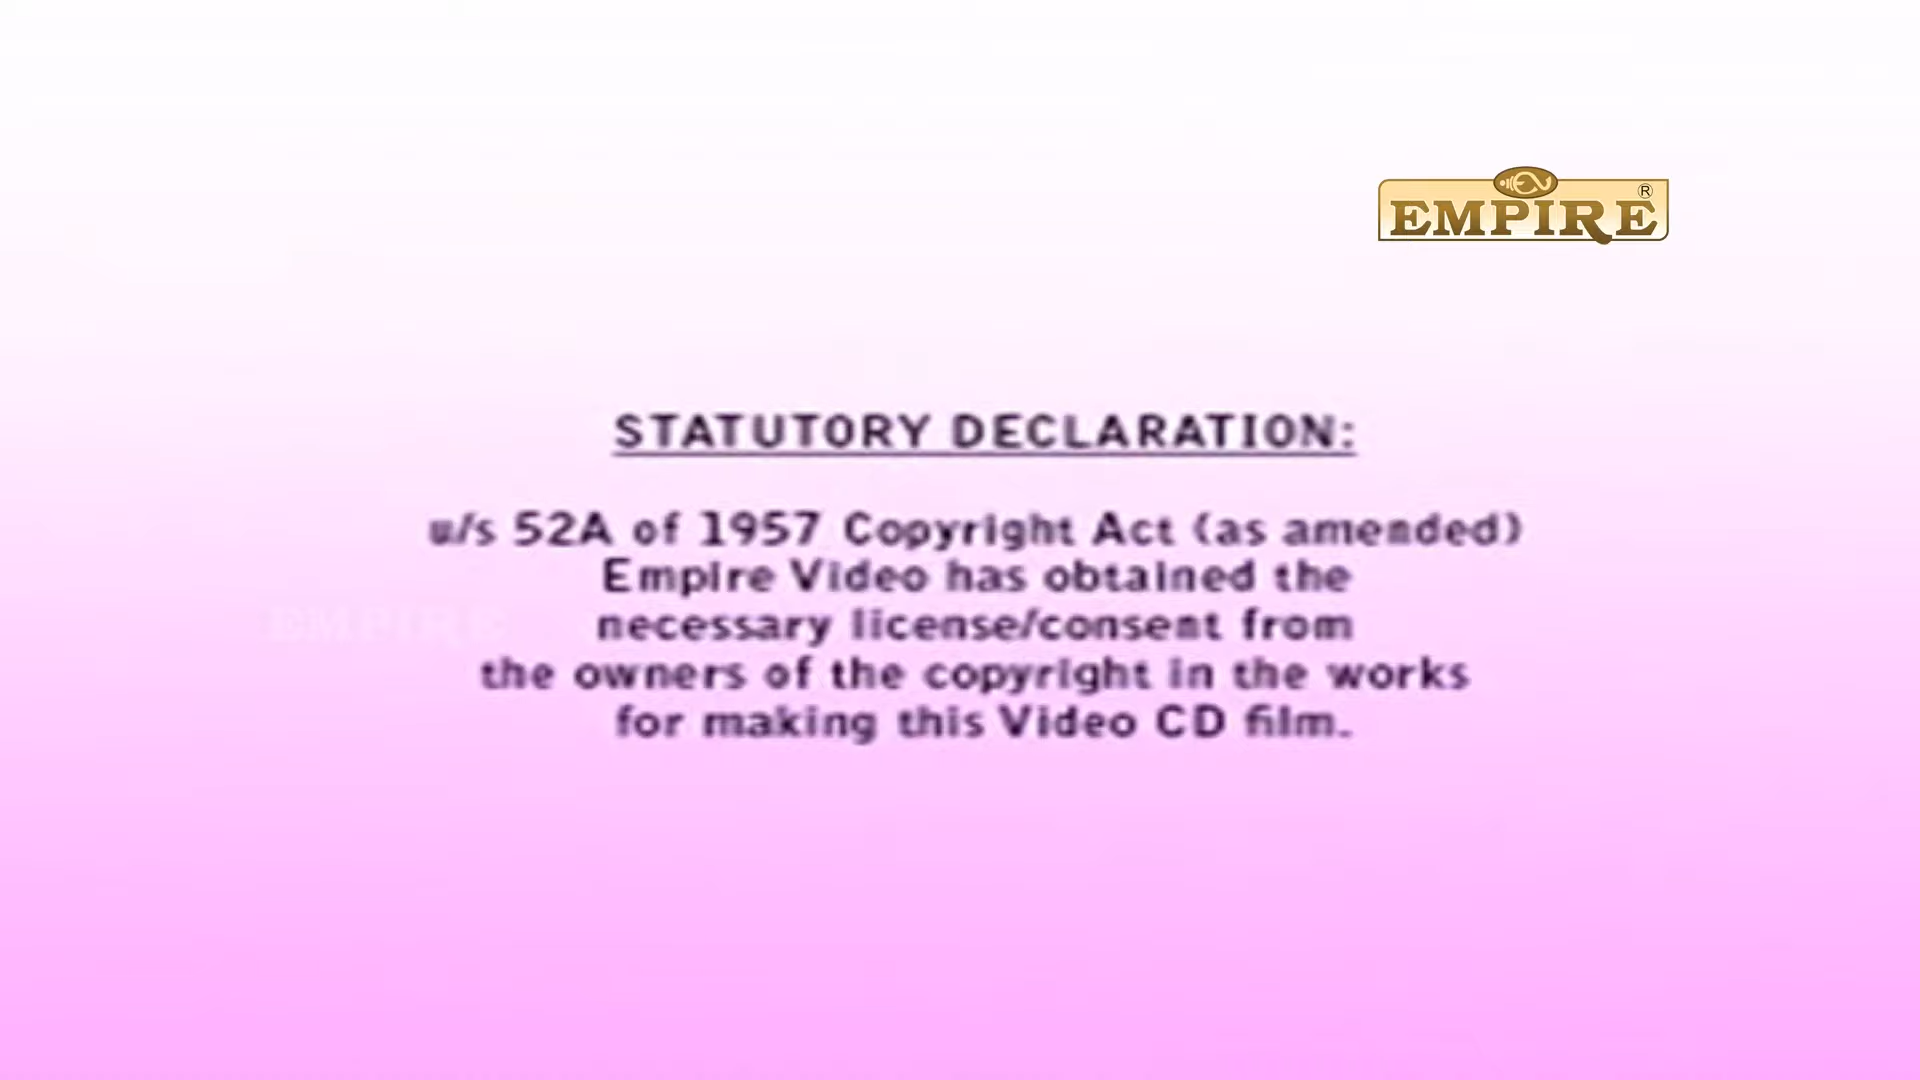 EMPIRE®
STATUTORY DECLARATION:
u/s 52A of 1957 Copyright Act (as amended)
Empire Video has obtained the
EMPIRE
necessary license/consent from
the owners of the copyright in the works
for making this Video CD film.